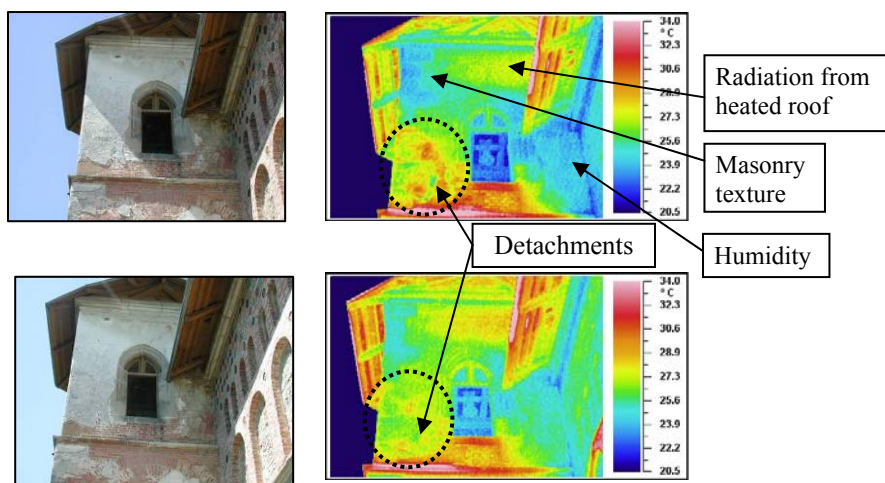 34.0
° C
32.3
30.6
28.9
27.3
25.6
23.9
22.2
20.5
Radiation from
heated roof
Masonry
texture
Humidity
Detachments
34.0
° C
32.3
30.6
28.9
27.3
25.6
23.9
22.2
20.5